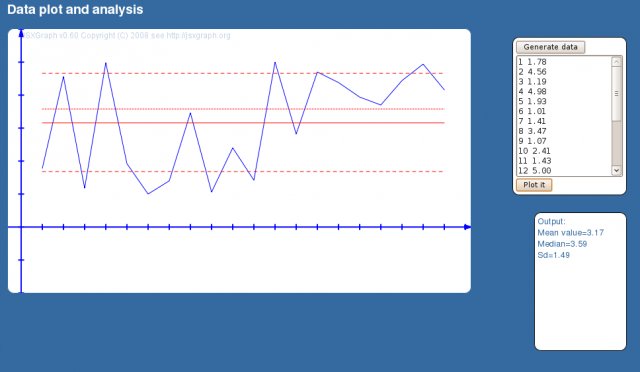 Data plot and analysis
JSXGraph v0.60 Copyright (C) 2008 see http://jsxgraph.org
Generate data
1 1.78
2 4.56
3 1.19
4 4.98
5 1.93
6 1.01
7 1.41
8 3.47
9 1.07
10 2.41
11 1.43
12 5.00
Plot it
Output:
Mean value=3.17
Median=3.59
Sd=1.49